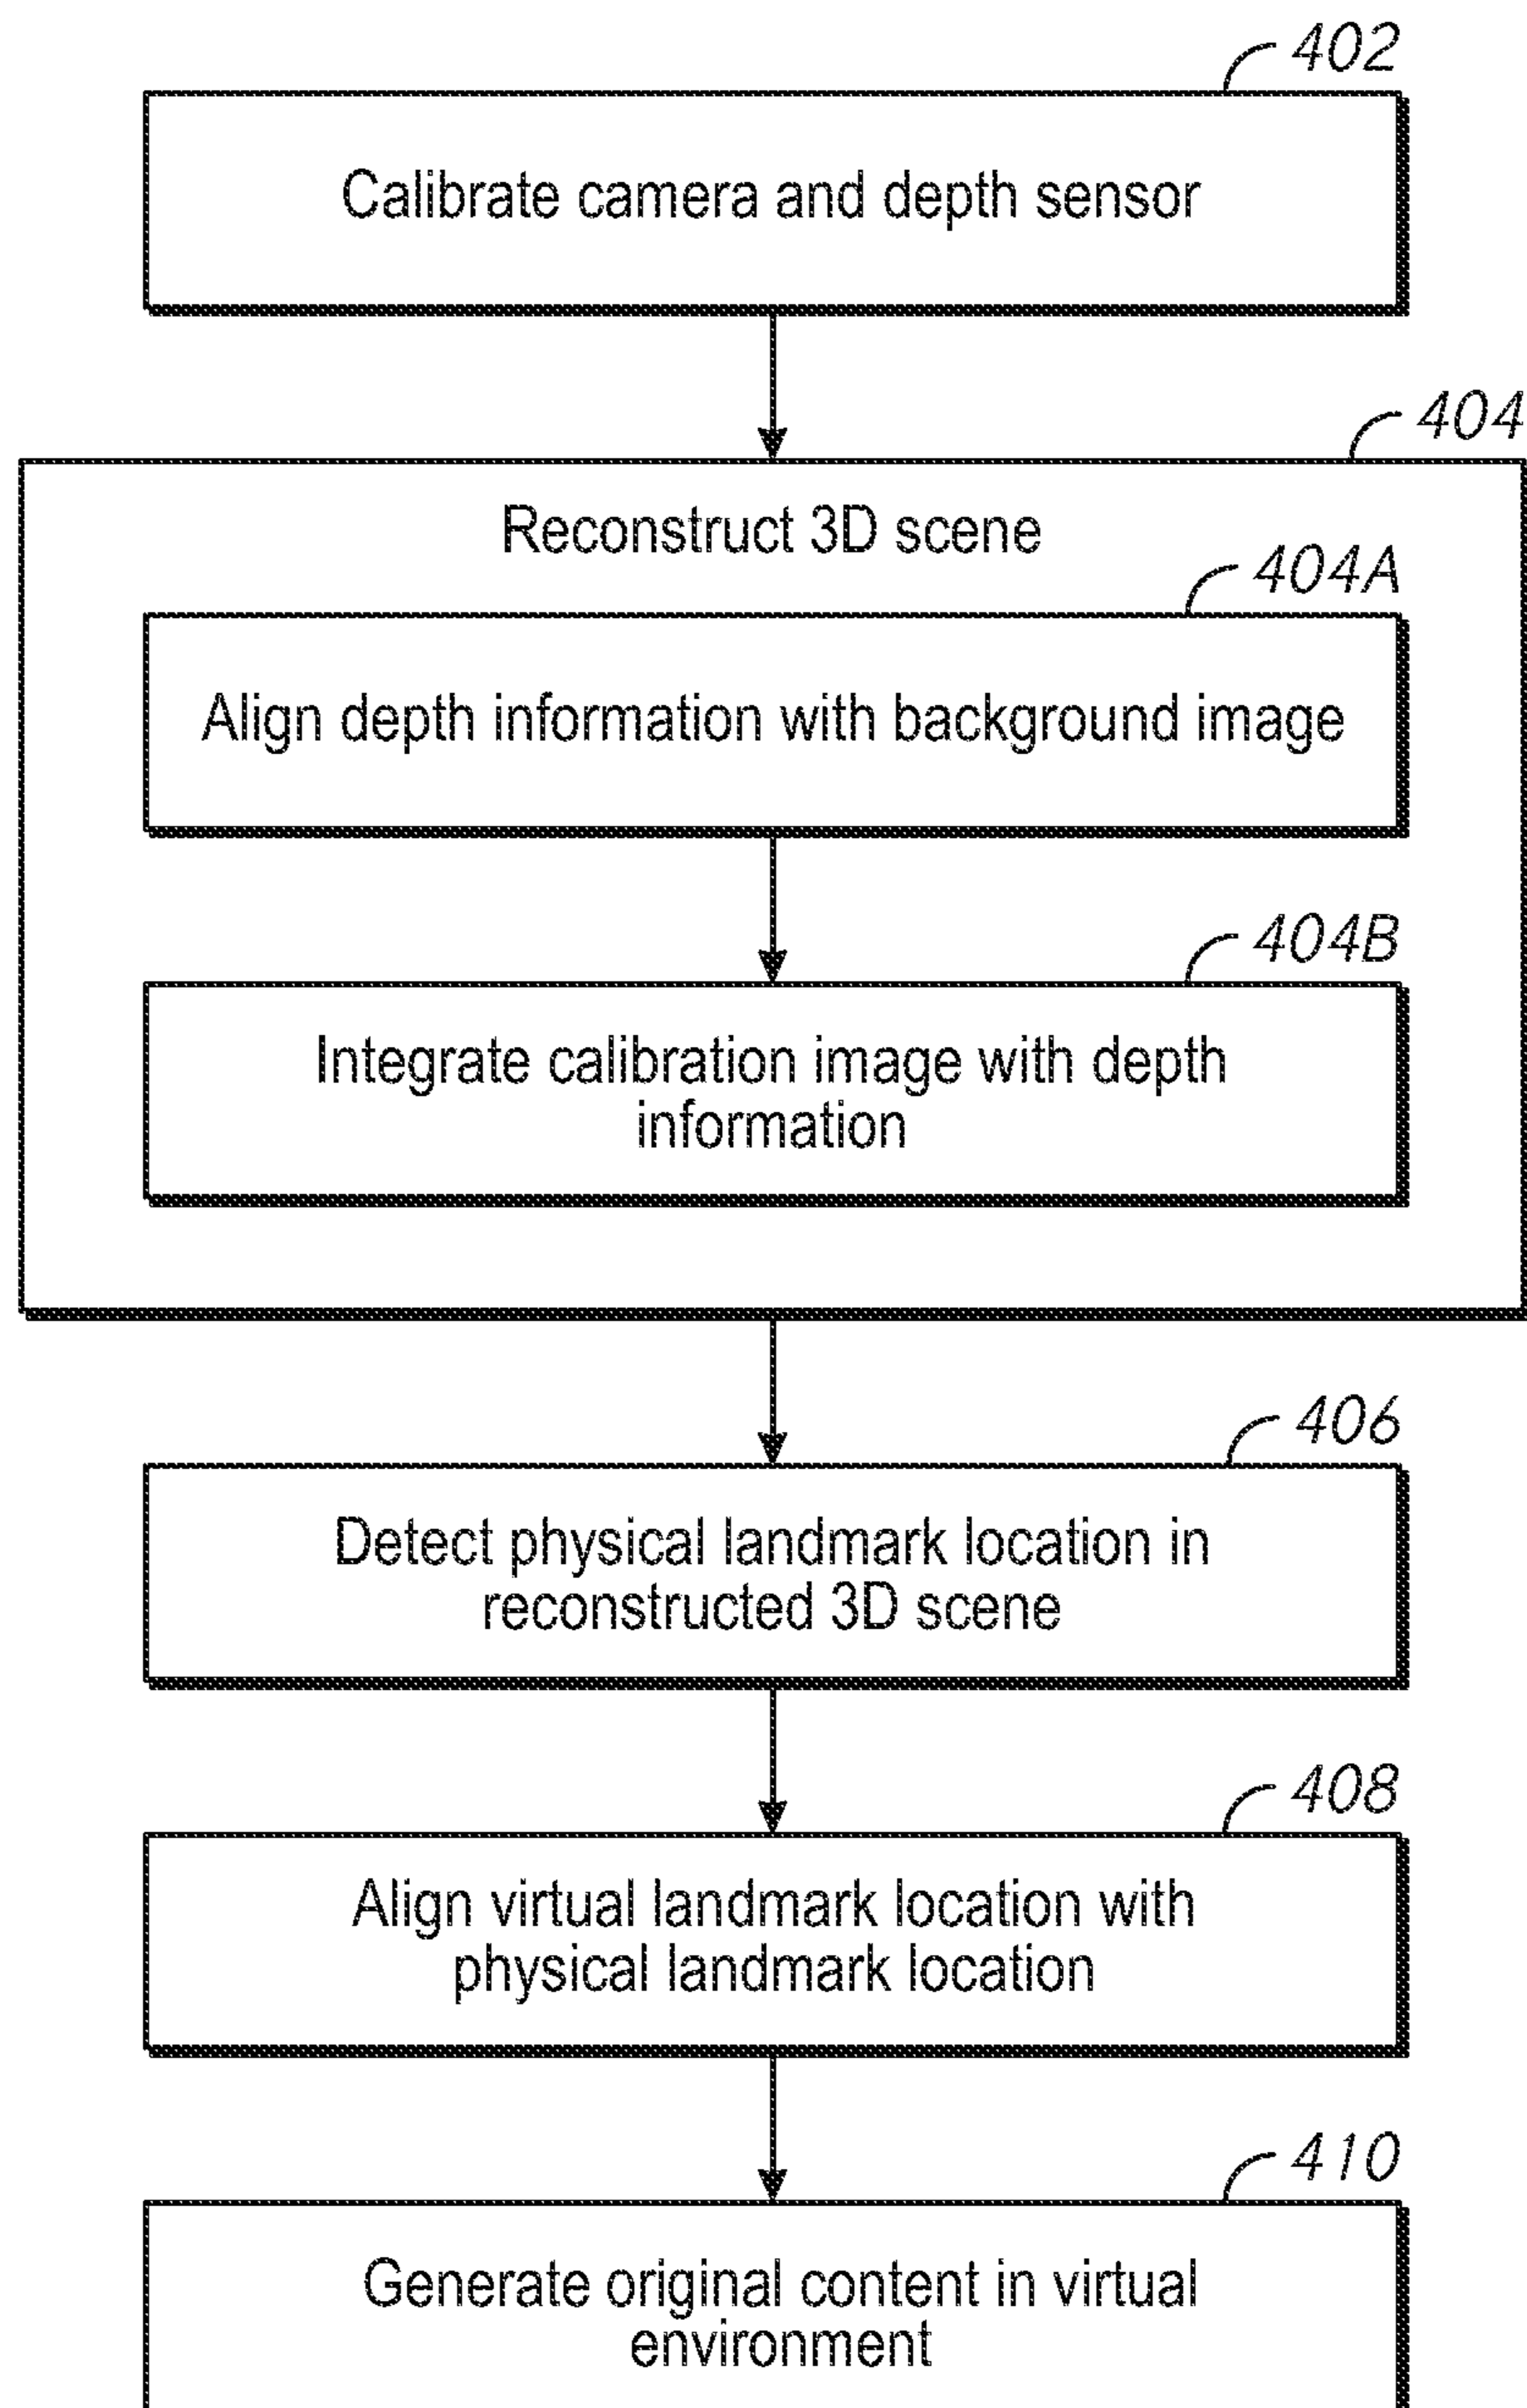 402
Calibrate camera and depth sensor
404
Reconstruct 3D scene
404A
Align depth information with background image
404B
Integrate calibration image with depth
information
406
Detect physical landmark location in
reconstructed 3D scene
408
Align virtual landmark location with
physical landmark location
410
Generate original content in virtual
environment